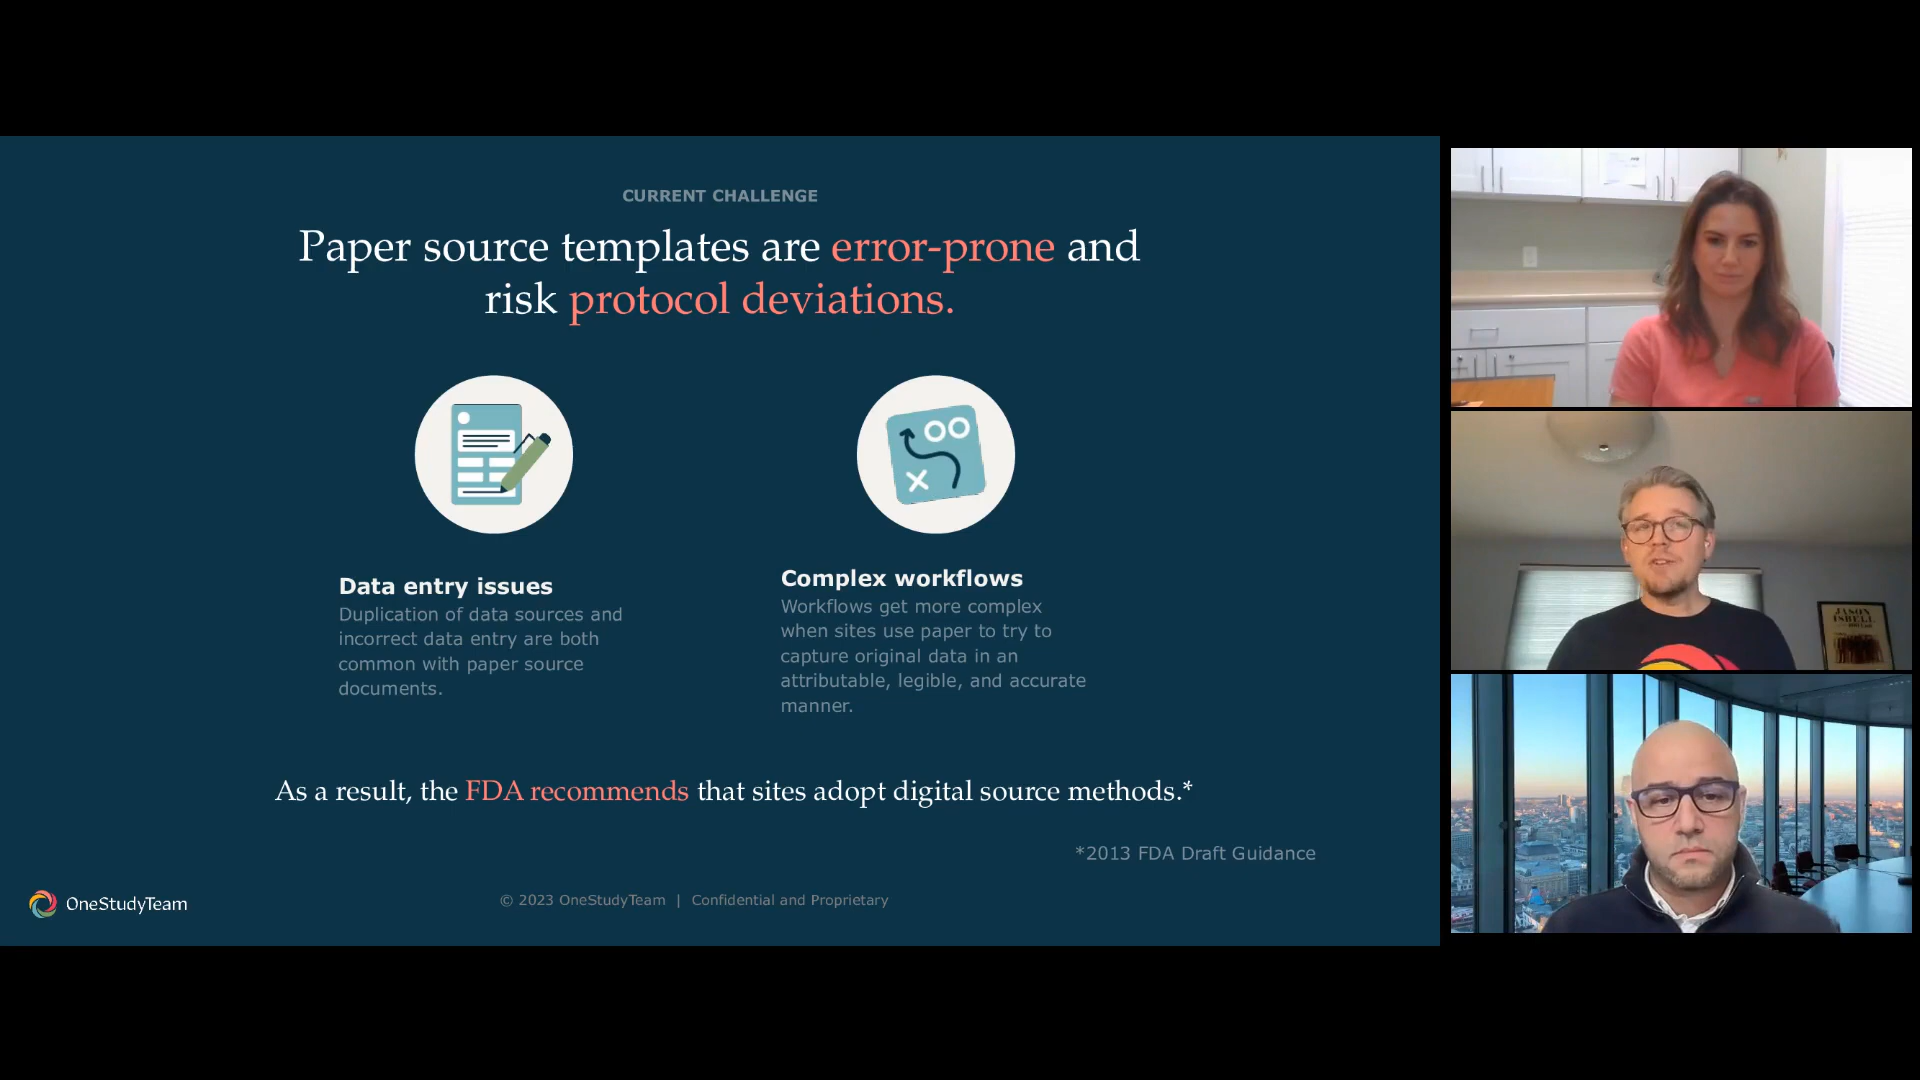 CURRENT CHALLENGE
Paper source templates are error-prone and
risk protocol deviations.
Data entry issues
Duplication of data sources and
incorrect data entry are both
common with paper source
documents.
Complex workflows
Workflows get more complex
when sites use paper to try to
capture original data in an
attributable, legible, and accurate
manner.
As a result, the FDA recommends that sites adopt digital source methods.*
*2013 FDA Draft Guidance
OneStudyTeam
© 2023 OneStudyTeam | Confidential and Proprietary
JASON
ISBELL